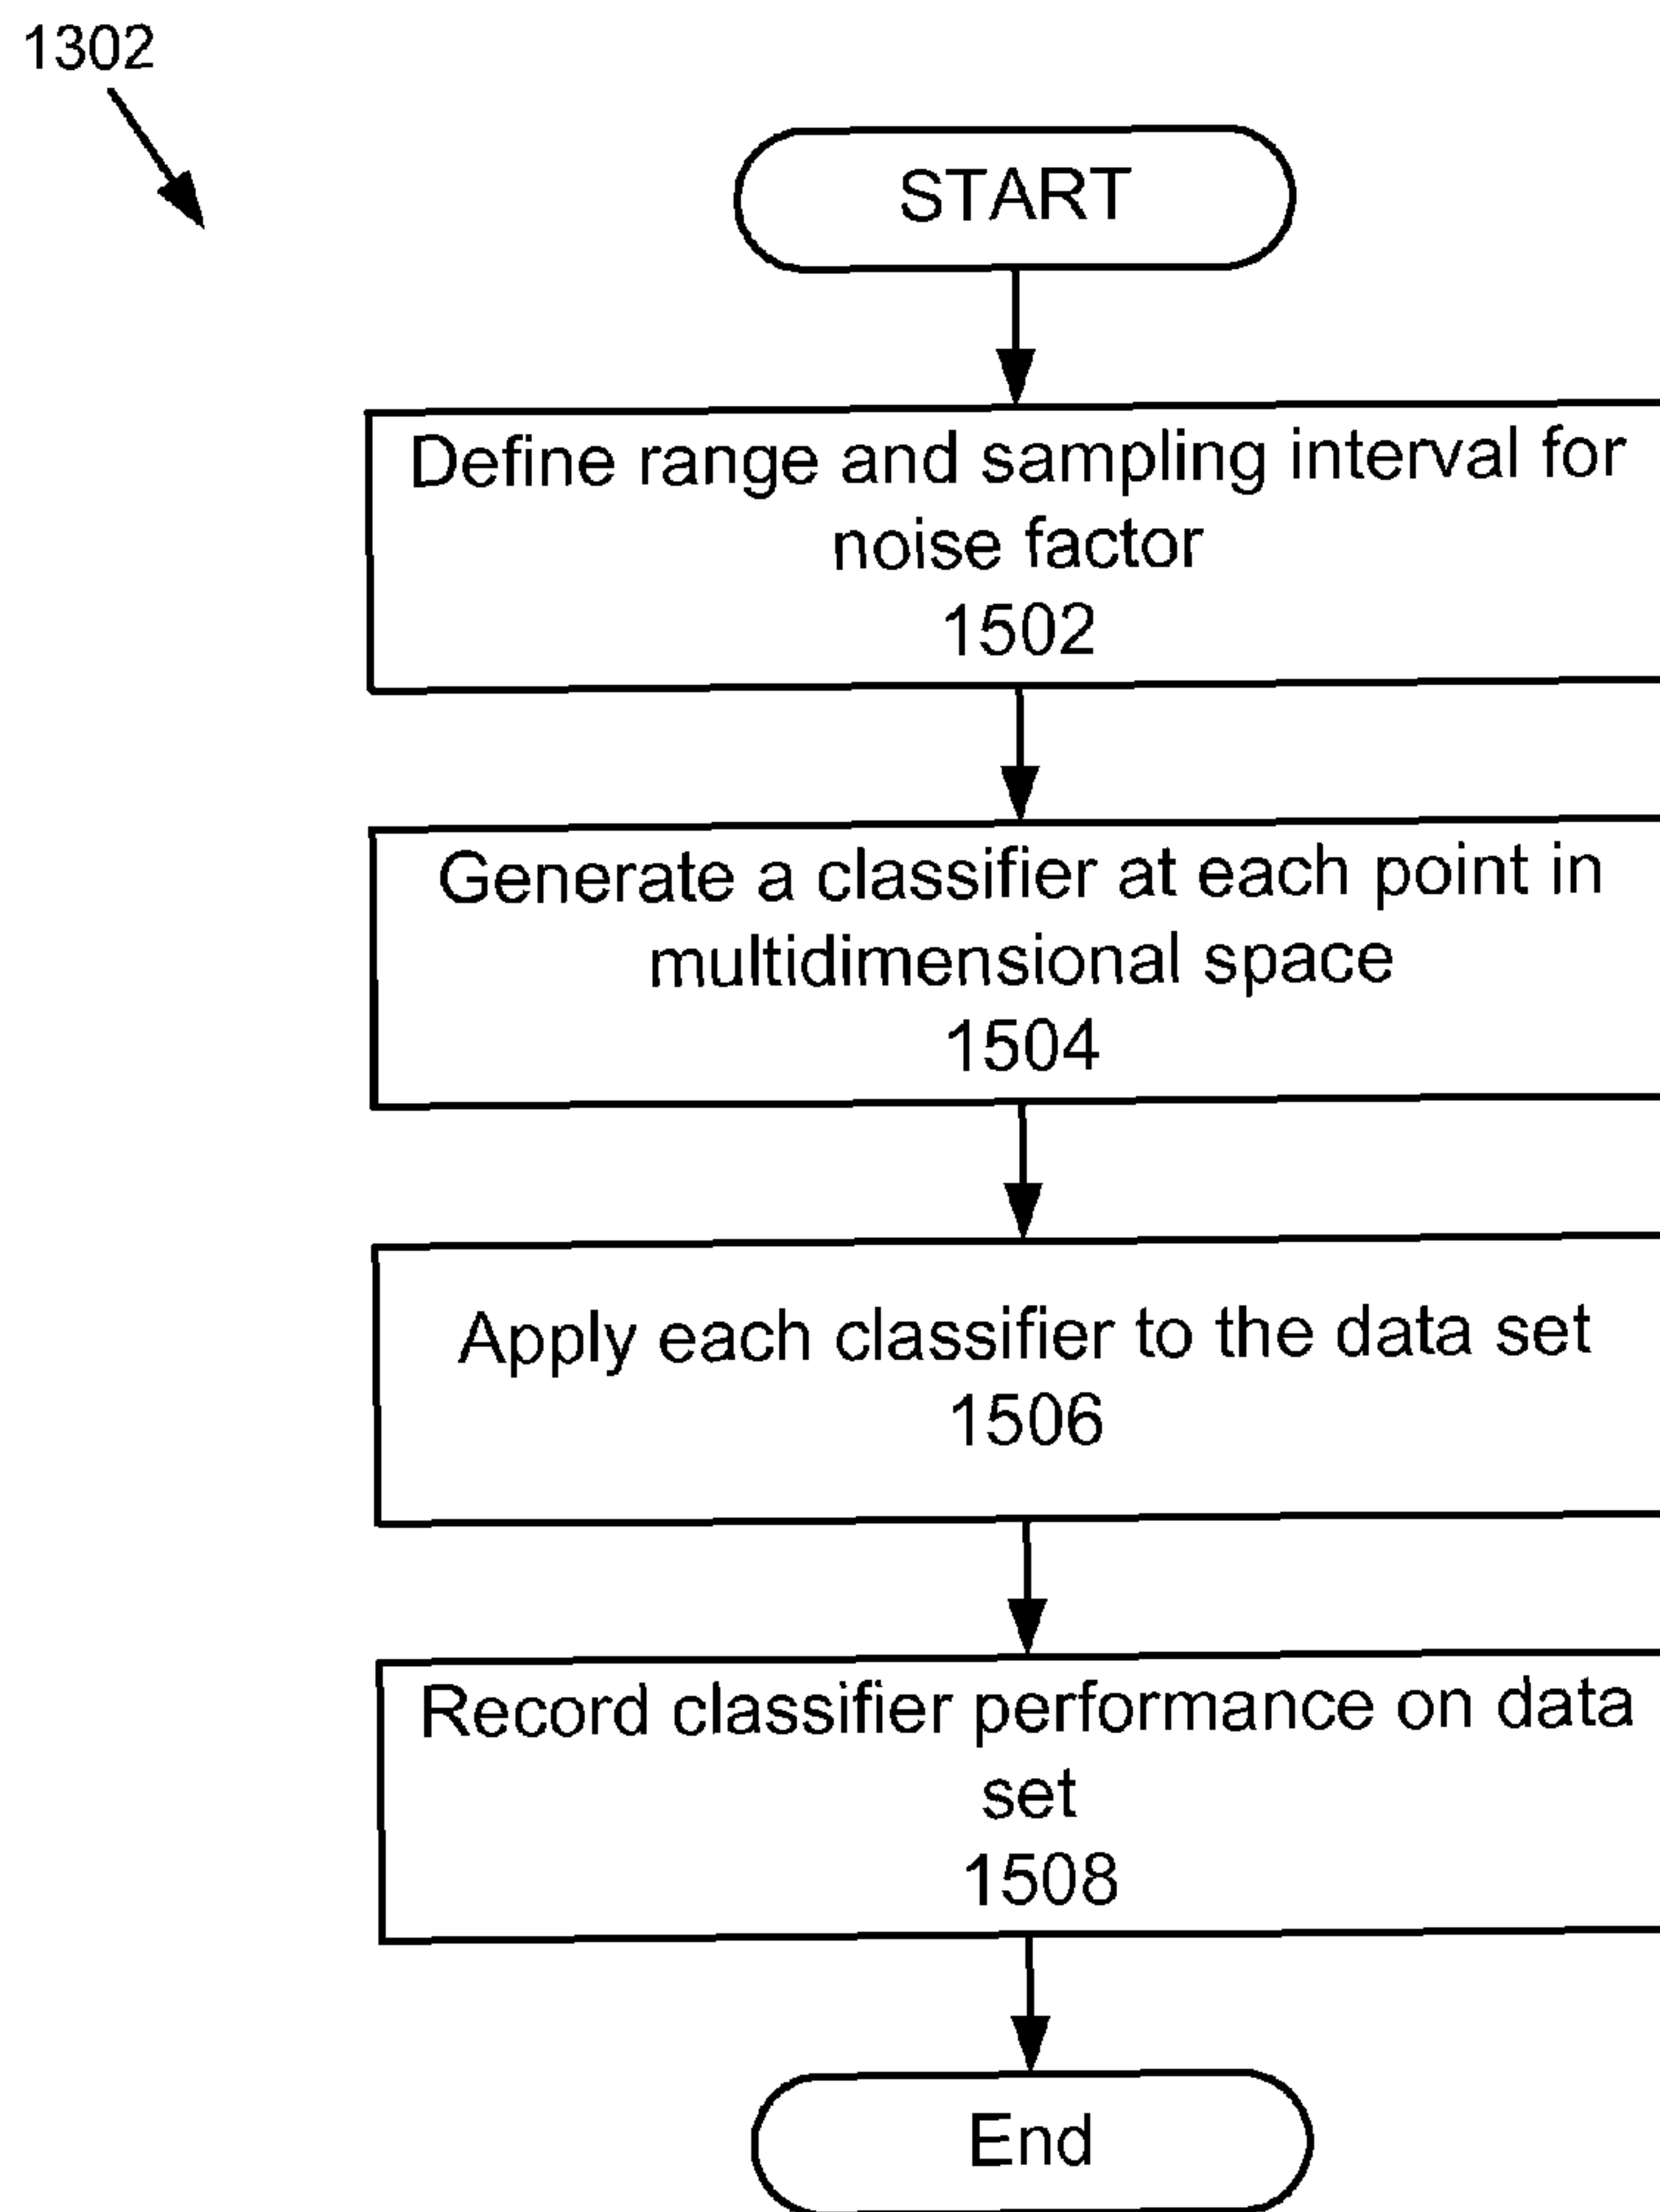 1302
START
Define range and sampling interval for
noise factor
1502
Generate a classifier at each point in
multidimensional space
1504
Apply each classifier to the data set
1506
Record classifier performance on data
set
1508
End